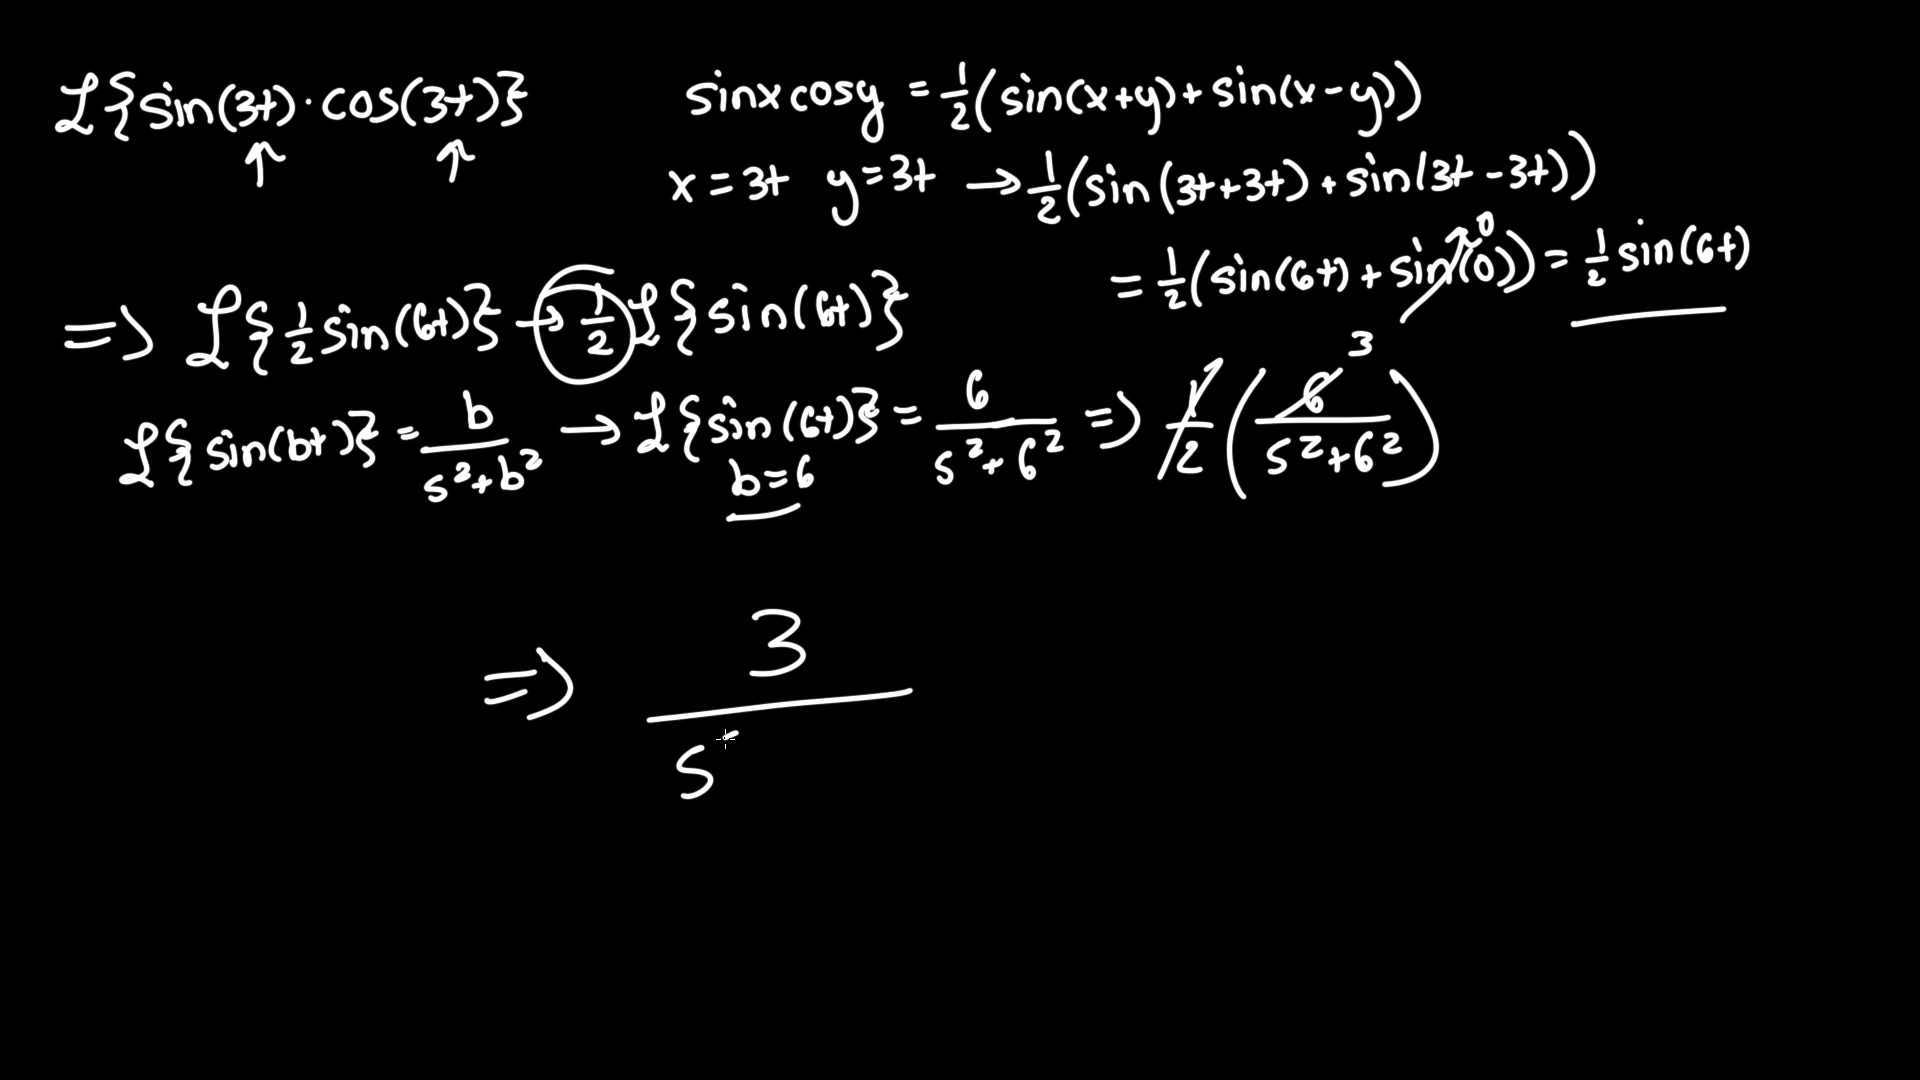 ℒ{sin(3t)·cos(3t)}
↑ ↑
sinxcosy = 1/2(sin(x+y)+sin(x-y))
x=3t y=3t → 1/2(sin(3t+3t)+sin(3t-3t))
= 1/2(sin(6t)+sin(0)) = 1/2 sin(6t)
0
=> ℒ{1/2 sin(6t)} → 1/2 ℒ{sin(6t)}
ℒ{sin(bt)} = b/(s²+b²) → ℒ{sin(6t)} = 6/(s²+6²) => 1/2(6/(s²+6²))
3
b=6
=> 3/s